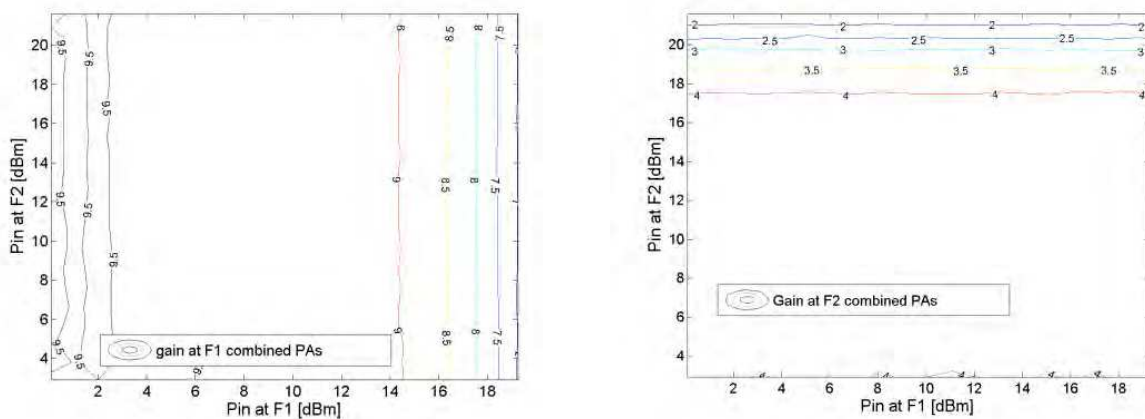 9.5 9.5 9 8.5 8 7.5
20
18
16
14
12
10
8
6
4
9.5 9.5 9.5 9.5
9 8.5 8 7.5
9.5 9 8.5 8 7.5
Pin at F2 [dBm]
gain at F1 combined PAs
2 4 6 8 10 12 14 16 18
Pin at F1 [dBm]
2 2 2 2
2.5 2.5 2.5
3 3 3 3
3.5 3.5 3.5
4 4 4 4
20
18
16
14
12
10
8
6
4
Pin at F2 [dBm]
Gain at F2 combined PAs
4 4 4 4 4
2 4 6 8 10 12 14 16 18
Pin at F1 [dBm]